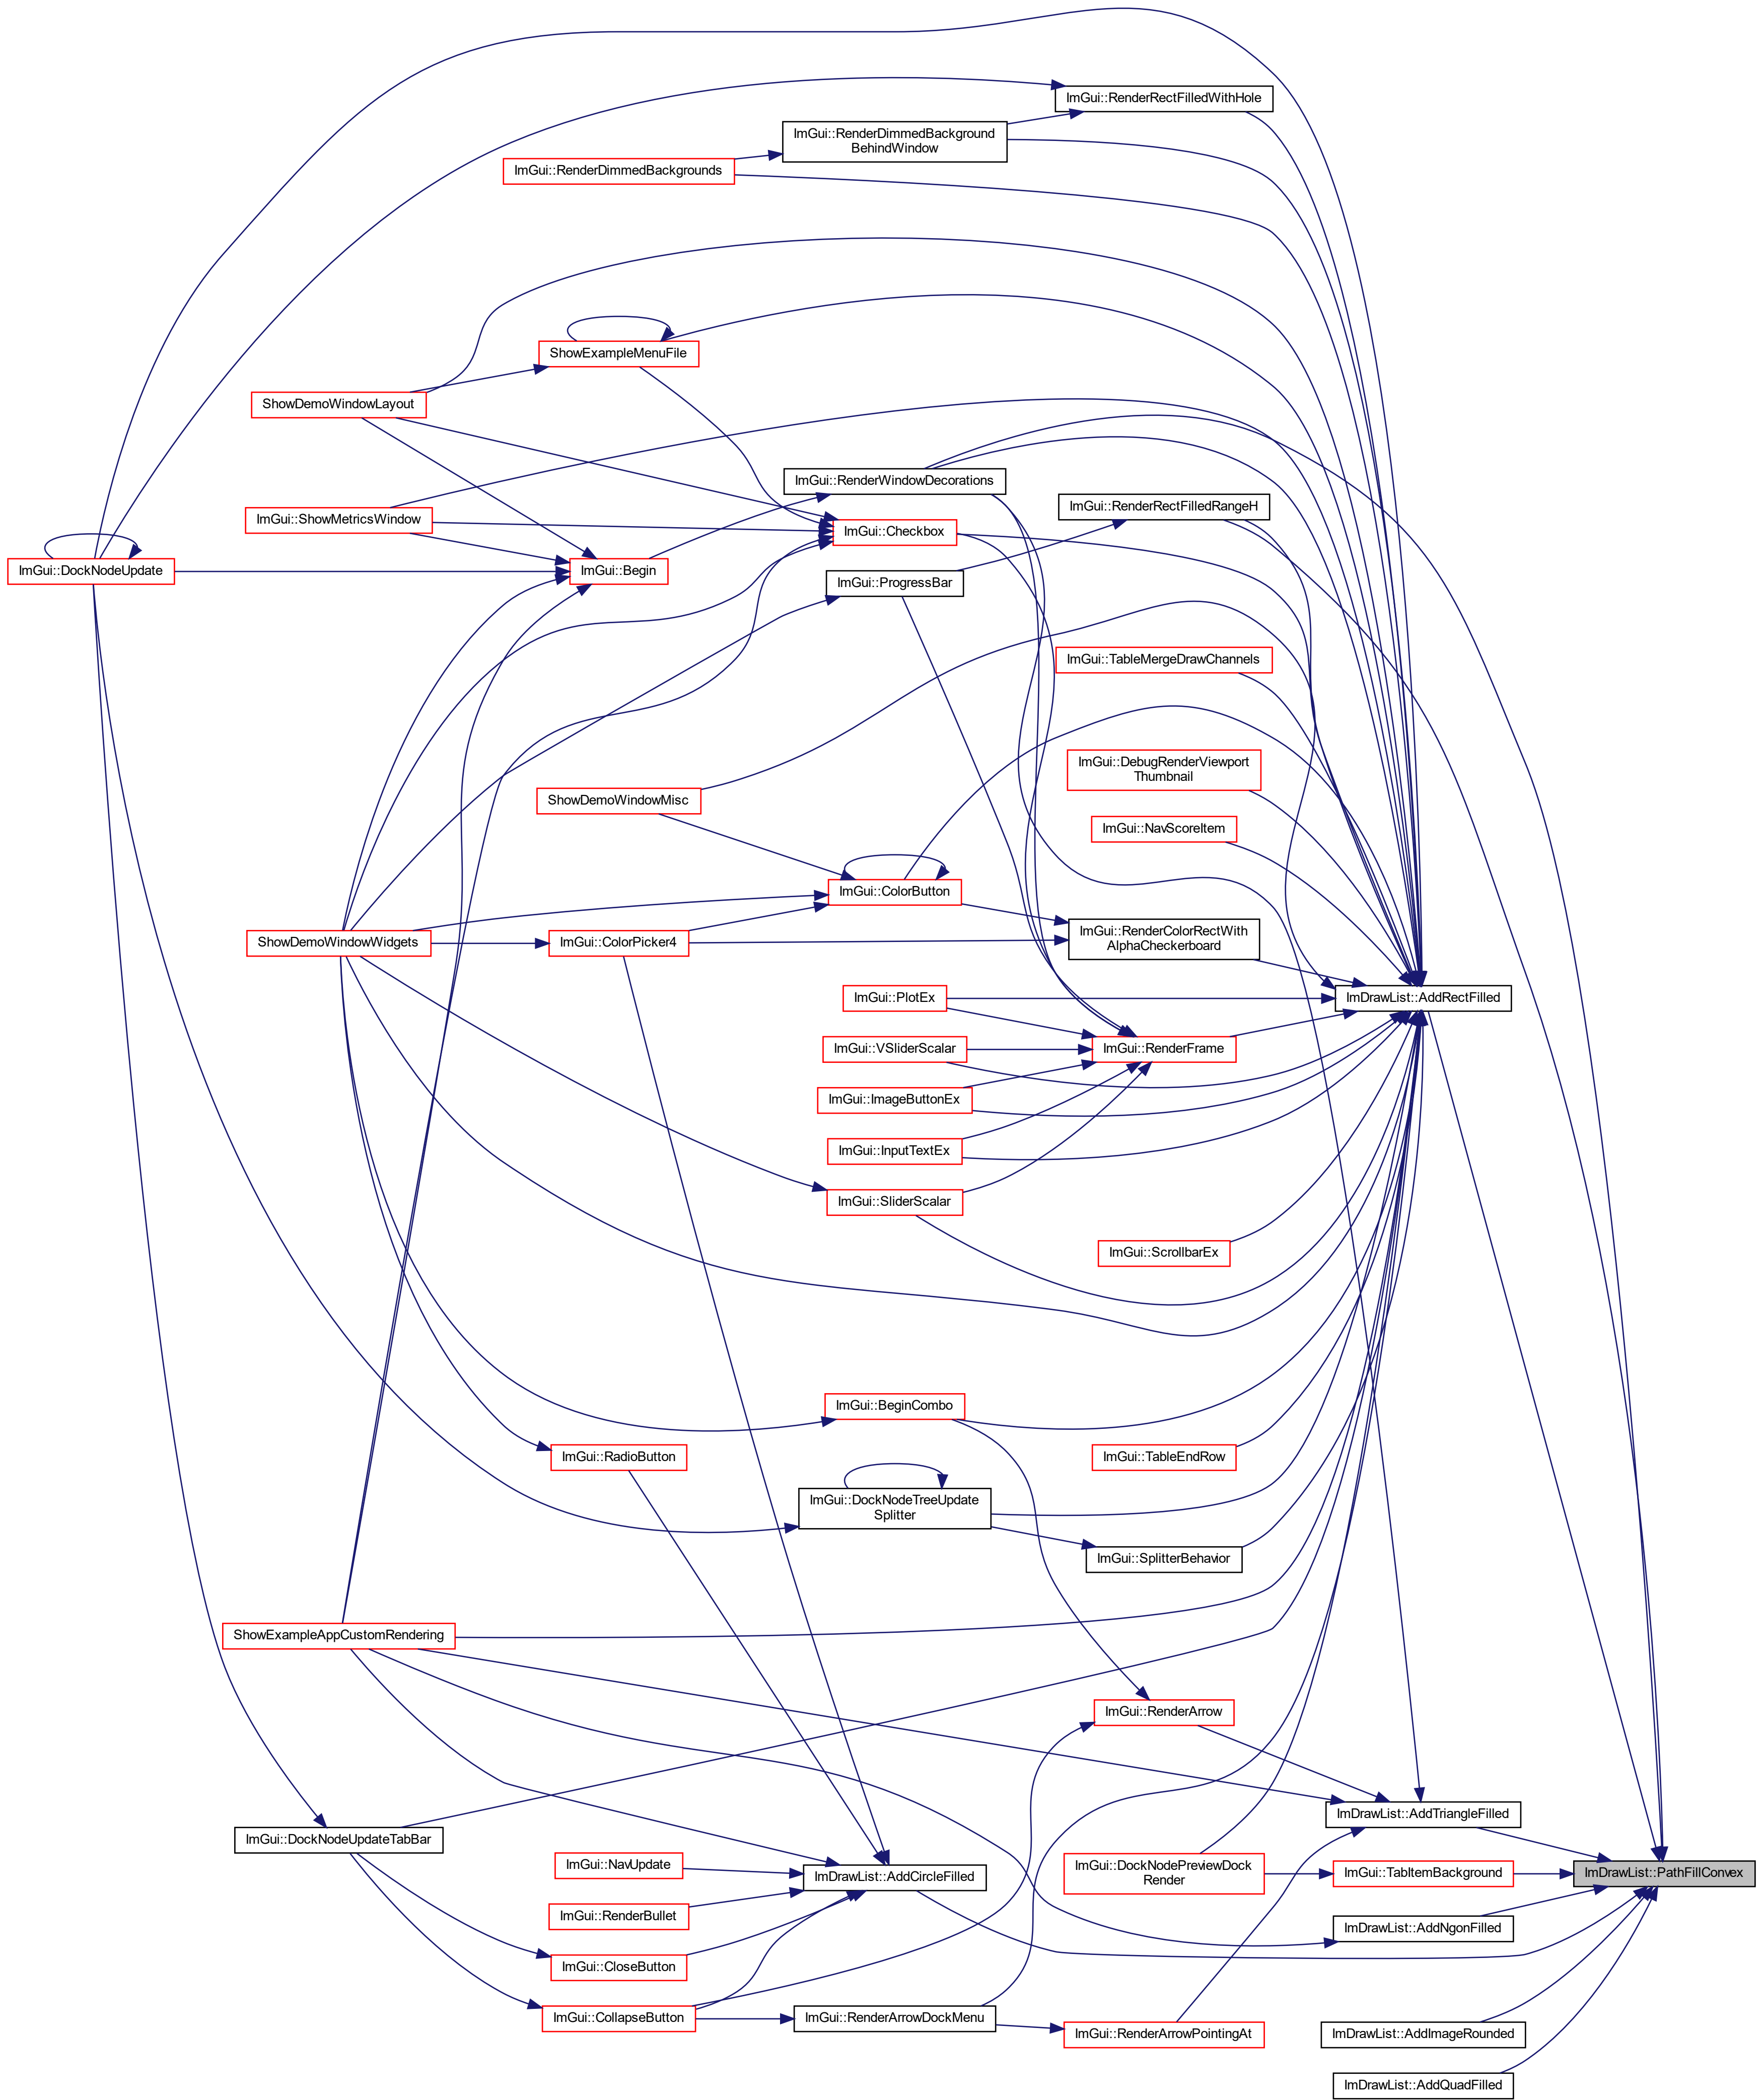 ImGui::RenderRectFilledWithHole
ImGui::RenderDimmedBackground
BehindWindow
ImGui::RenderDimmedBackgrounds
ShowExampleMenuFile
ShowDemoWindowLayout
ImGui::RenderWindowDecorations
ImGui::RenderRectFilledRangeH
ImGui::ShowMetricsWindow
ImGui::Checkbox
ImGui::DockNodeUpdate
ImGui::Begin
ImGui::ProgressBar
ImGui::TableMergeDrawChannels
ImGui::DebugRenderViewport
Thumbnail
ShowDemoWindowMisc
ImGui::NavScoreItem
ImGui::ColorButton
ImGui::RenderColorRectWith
AlphaCheckerboard
ShowDemoWindowWidgets
ImGui::ColorPicker4
ImGui::PlotEx
ImDrawList::AddRectFilled
ImGui::VSliderScalar
ImGui::RenderFrame
ImGui::ImageButtonEx
ImGui::InputTextEx
ImGui::SliderScalar
ImGui::ScrollbarEx
ImGui::BeginCombo
ImGui::RadioButton
ImGui::TableEndRow
ImGui::DockNodeTreeUpdate
Splitter
ImGui::SplitterBehavior
ShowExampleAppCustomRendering
ImGui::RenderArrow
ImDrawList::AddTriangleFilled
ImGui::DockNodeUpdateTabBar
ImGui::NavUpdate
ImDrawList::AddCircleFilled
ImGui::DockNodePreviewDock
Render
ImGui::TabItemBackground
ImDrawList::PathFillConvex
ImGui::RenderBullet
ImDrawList::AddNgonFilled
ImGui::CloseButton
ImGui::CollapseButton
ImGui::RenderArrowDockMenu
ImGui::RenderArrowPointingAt
ImDrawList::AddImageRounded
ImDrawList::AddQuadFilled